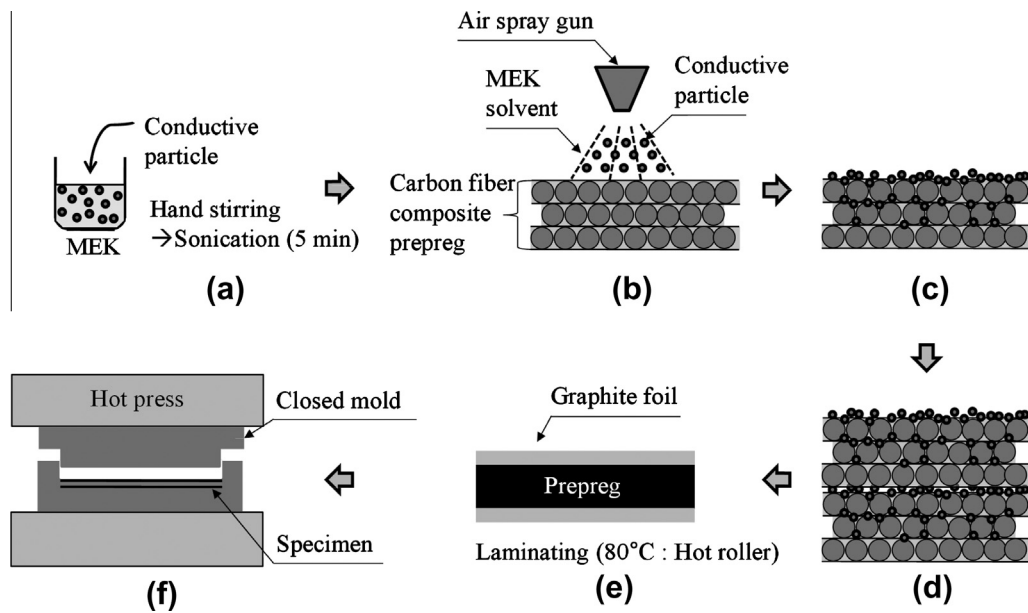 Conductive
particle
MEK
Hand stirring
→Sonication (5 min)
(a)
Air spray gun
MEK
solvent
Conductive
particle
Carbon fiber
composite
prepreg
(b)
(c)
(d)
Graphite foil
Prepreg
Laminating (80°C : Hot roller)
(e)
Hot press
Closed mold
Specimen
(f)